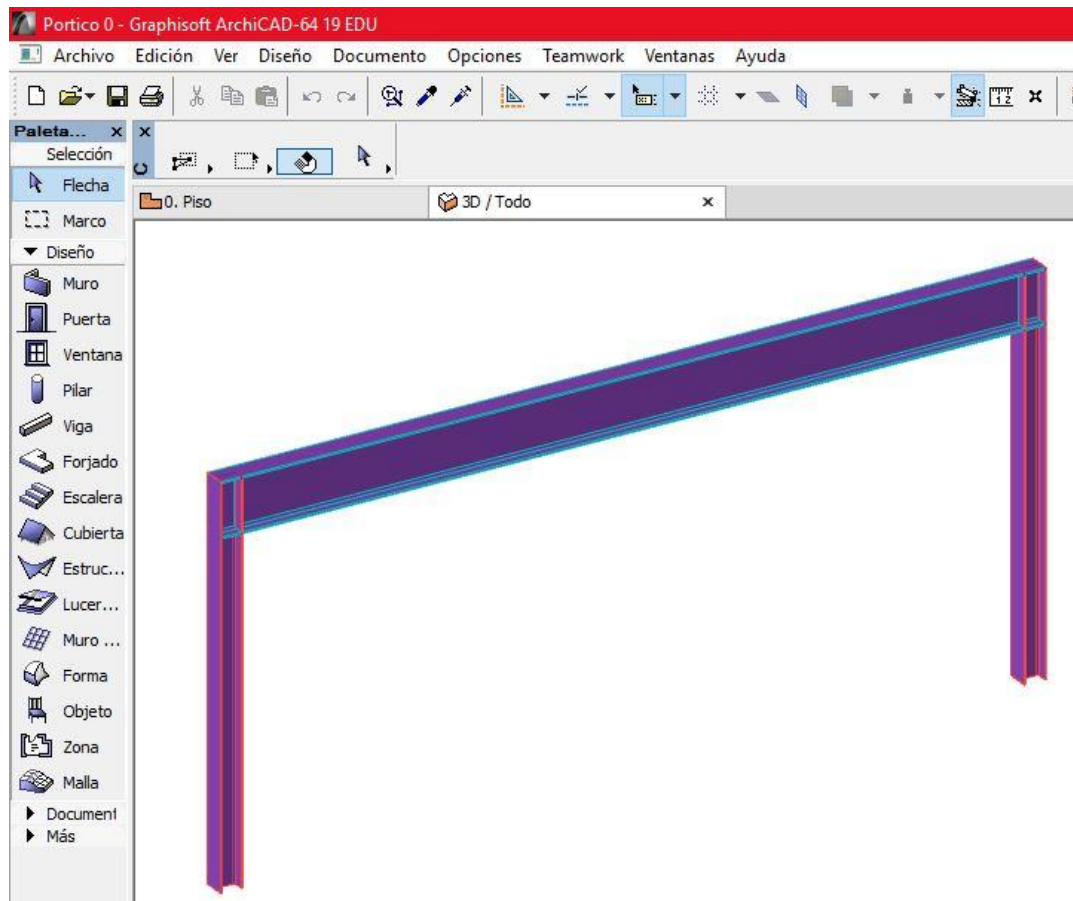 Portico 0 - Graphisoft ArchiCAD-64 19 EDU
Archivo Edición Ver Diseño Documento Opciones Teamwork Ventanas Ayuda
Paleta...
Selección
Flecha
0. Piso 3D / Todo
Marco
Diseño
Muro
Puerta
Ventana
Pilar
Viga
Forjado
Escalera
Cubierta
Estruc...
Lucer...
Muro ...
Forma
Objeto
Zona
Malla
Document
Más